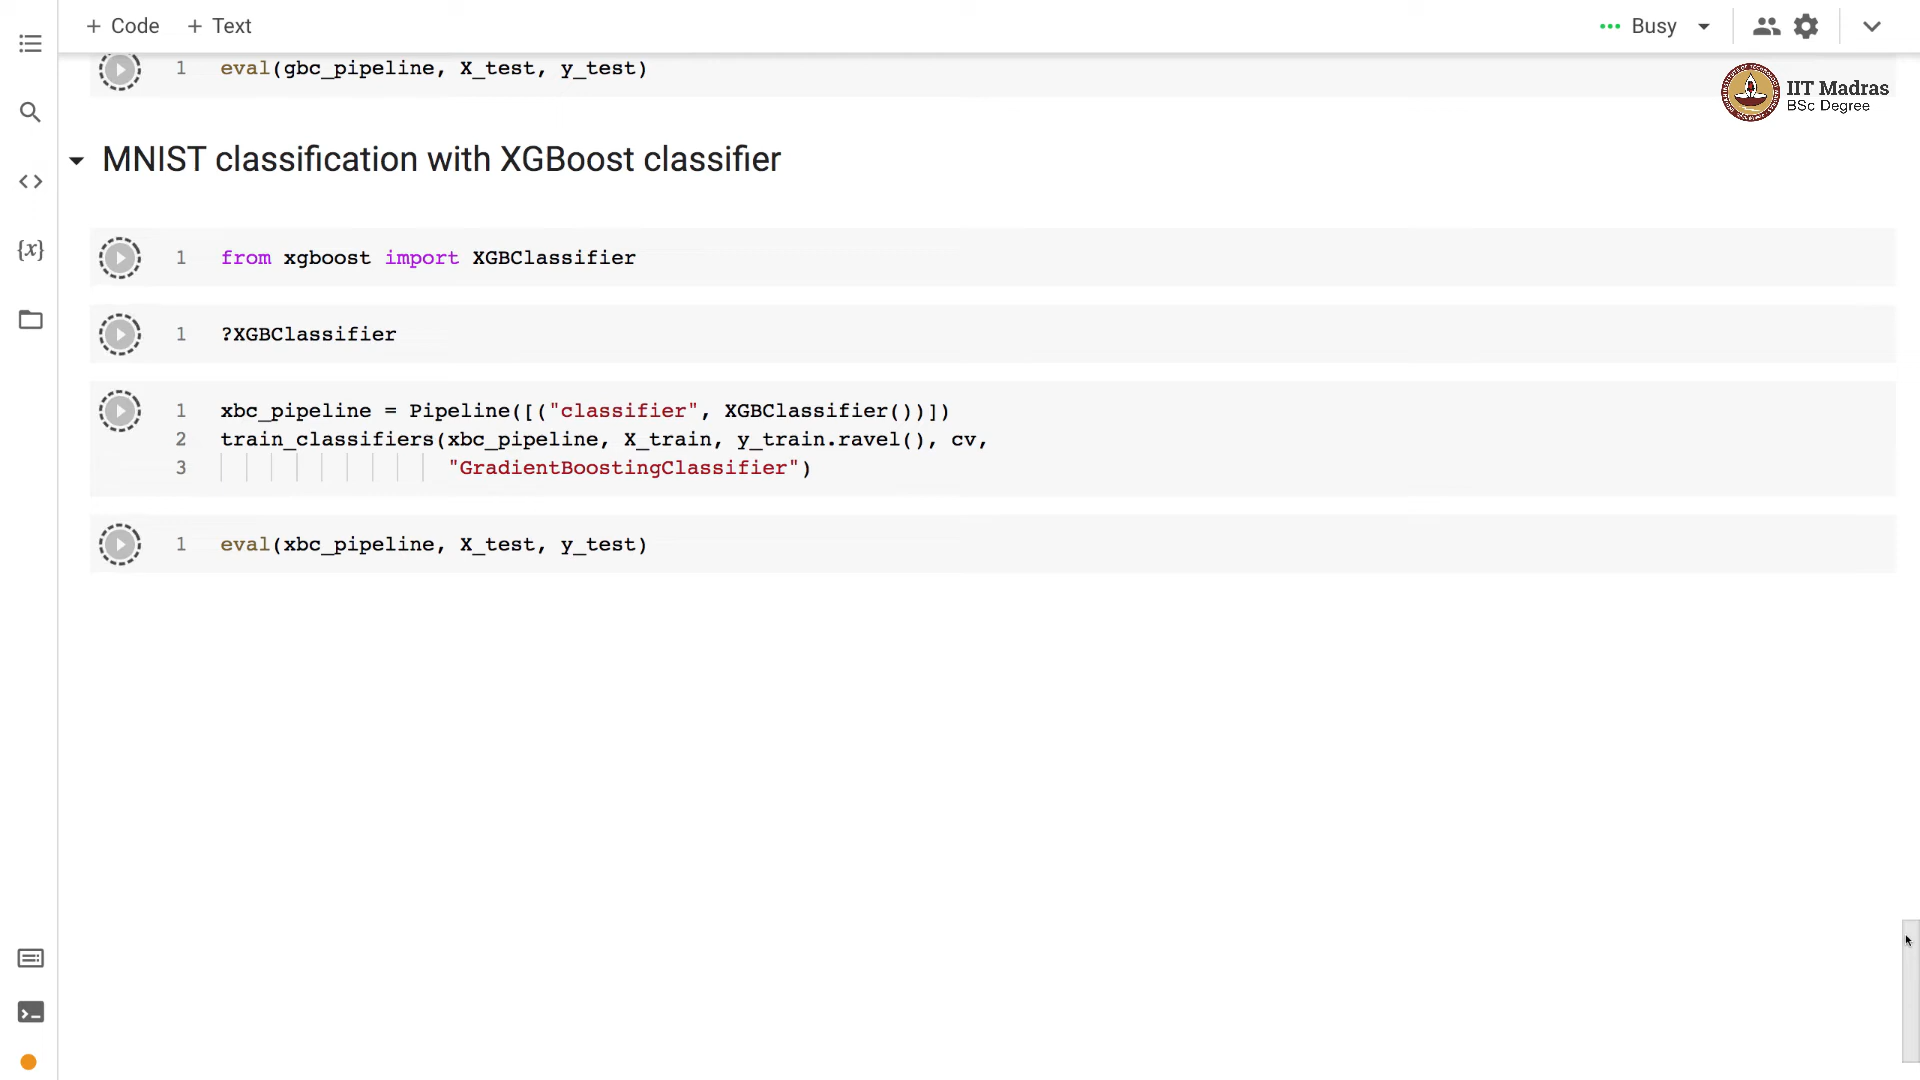 + Code + Text
Busy
1 eval(gbc_pipeline, X_test, y_test)
IIT Madras
BSc Degree
MNIST classification with XGBoost classifier
{x}
1 from xgboost import XGBClassifier
1 ?XGBClassifier
1 xbc_pipeline = Pipeline([("classifier", XGBClassifier())])
2 train_classifiers(xbc_pipeline, X_train, y_train.ravel(), cv,
3 "GradientBoostingClassifier")
1 eval(xbc_pipeline, X_test, y_test)